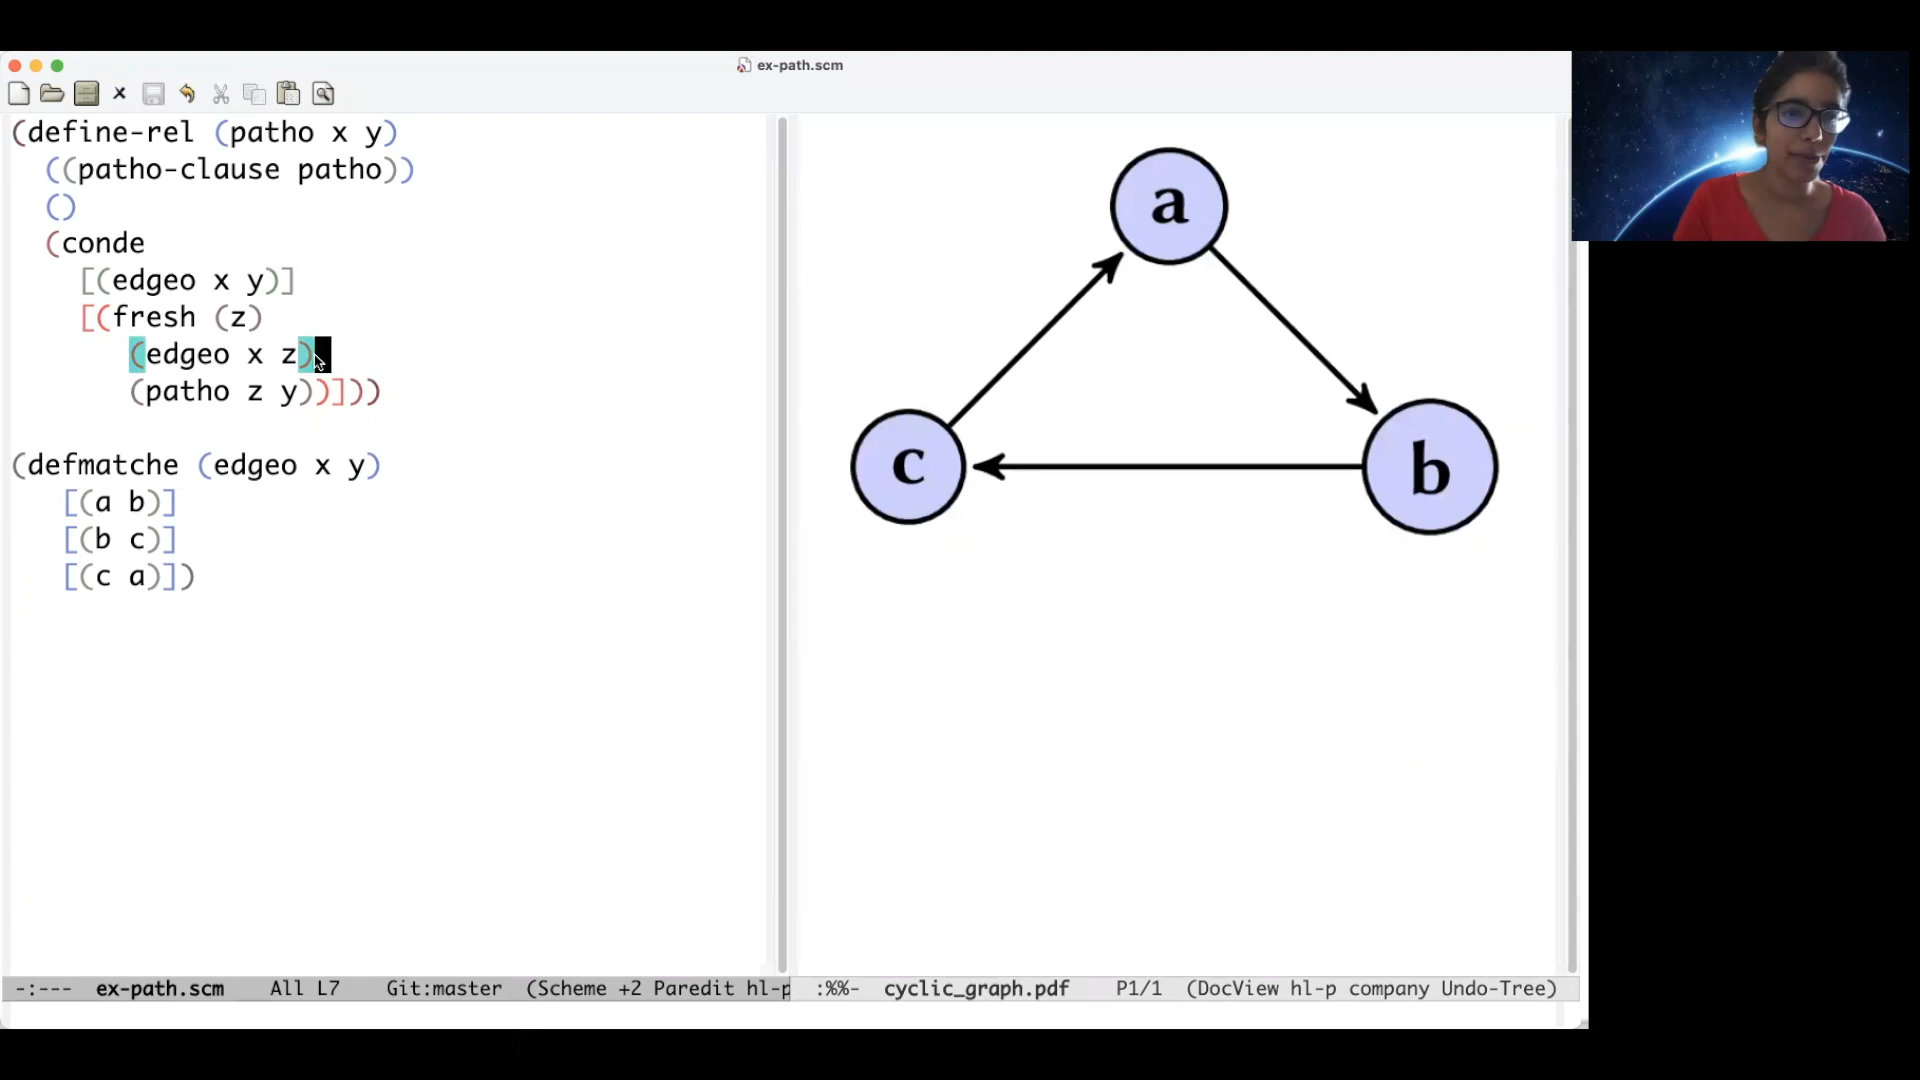 ex-path.scm
(define-rel (patho x y)
((patho-clause patho))
()
(conde
[(edgeo x y)]
[(fresh (z)
(edgeo x z)
(patho z y))]))
(defmatche (edgeo x y)
[(a b)]
[(b c)]
[(c a)])
a
c
b
-:--- ex-path.scm All L7 Git:master (Scheme +2 Paredit hl-p
:%%- cyclic_graph.pdf P1/1 (DocView hl-p company Undo-Tree)